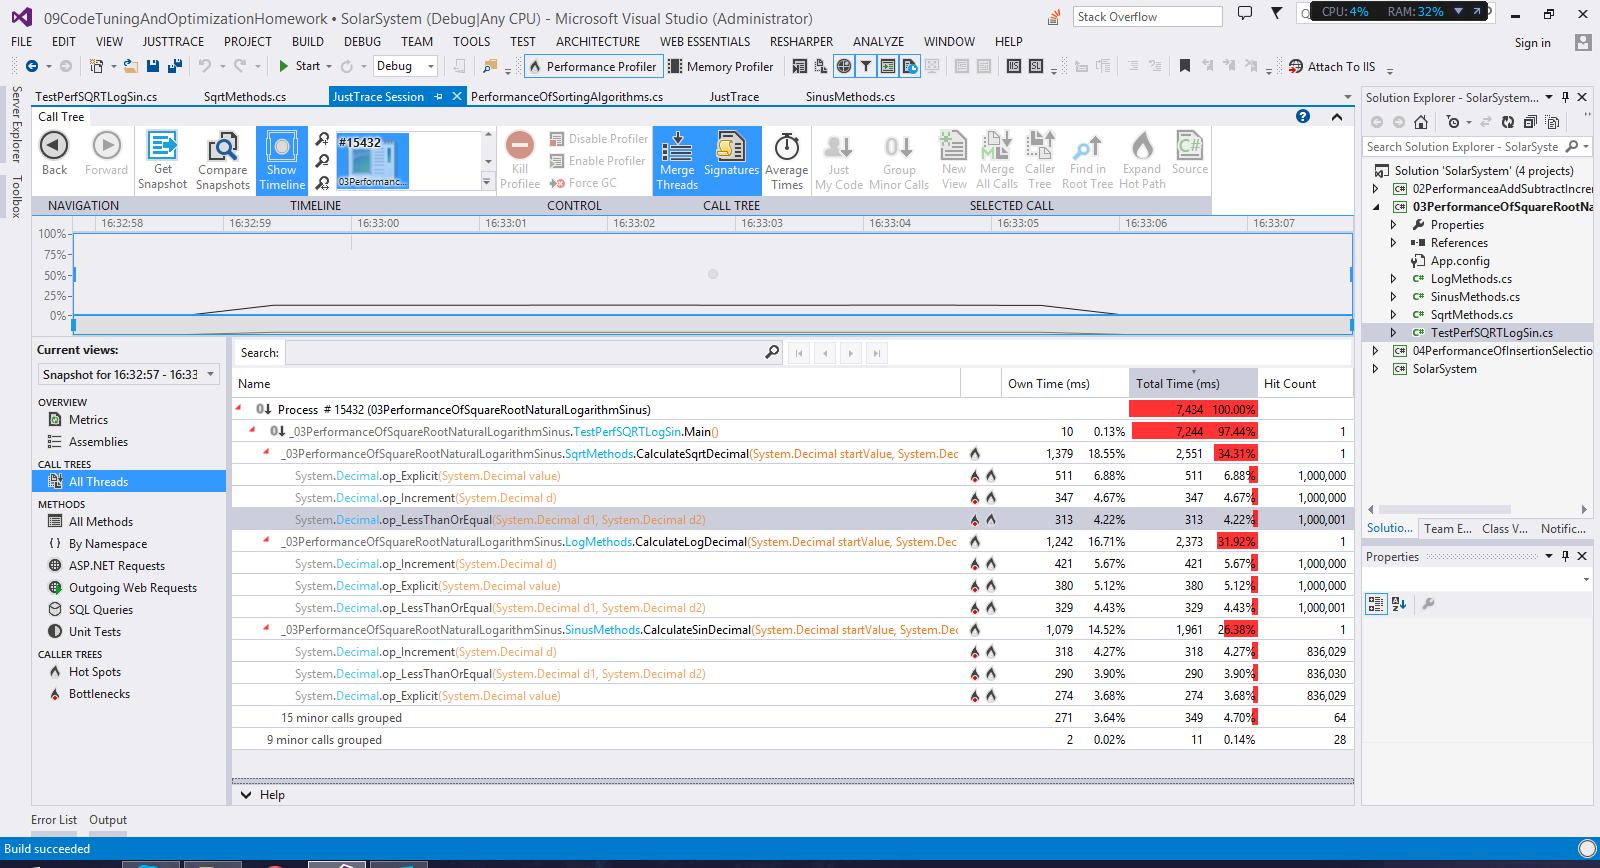 09CodeTuningAndOptimizationHomework • SolarSystem (Debug|Any CPU) - Microsoft Visual Studio (Administrator)
Stack Overflow
CPU: 4% RAM: 32%
FILE EDIT VIEW JUSTTRACE PROJECT BUILD DEBUG TEAM TOOLS TEST ARCHITECTURE WEB ESSENTIALS RESHARPER ANALYZE WINDOW HELP
Sign in
Start Debug Performance Profiler Memory Profiler Attach To IIS
Server Explorer
Toolbox
TestPerfSQRTLogSin.cs SqrtMethods.cs JustTrace Session PerformanceOfSortingAlgorithms.cs JustTrace SinusMethods.cs
Call Tree
Back Forward
Get Snapshot
Compare Snapshots
Show Timeline
#15432
03Performanc...
Kill Profiler
Disable Profiler
Enable Profiler
Force GC
Merge Threads
Signatures
Average Times
Just My Code
Group Minor Calls
New View
Merge All Calls
Caller Tree
Find in Root Tree
Expand Hot Path
Source
NAVIGATION TIMELINE CONTROL CALL TREE SELECTED CALL
16:32:58 16:32:59 16:33:00 16:33:01 16:33:02 16:33:03 16:33:04 16:33:05 16:33:06 16:33:07
100%
75%
50%
25%
0%
Current views:
Snapshot for 16:32:57 - 16:33
OVERVIEW
Metrics
Assemblies
CALL TREES
All Threads
METHODS
All Methods
By Namespace
ASP.NET Requests
Outgoing Web Requests
SQL Queries
Unit Tests
CALLER TREES
Hot Spots
Bottlenecks
Search:
Name Own Time (ms) Total Time (ms) Hit Count
Process # 15432 (03PerformanceOfSquareRootNaturalLogarithmSinus) 7,434 100.00%
_03PerformanceOfSquareRootNaturalLogarithmSinus.TestPerfSQRTLogSin.Main() 10 0.13% 7,244 97.44% 1
_03PerformanceOfSquareRootNaturalLogarithmSinus.SqrtMethods.CalculateSqrtDecimal(System.Decimal startValue, System.Dec 1,379 18.55% 2,551 34.31% 1
System.Decimal.op_Explicit(System.Decimal value) 511 6.88% 511 6.88% 1,000,000
System.Decimal.op_Increment(System.Decimal d) 347 4.67% 347 4.67% 1,000,000
System.Decimal.op_LessThanOrEqual(System.Decimal d1, System.Decimal d2) 313 4.22% 313 4.22% 1,000,001
_03PerformanceOfSquareRootNaturalLogarithmSinus.LogMethods.CalculateLogDecimal(System.Decimal startValue, System.Dec 1,242 16.71% 2,373 31.92% 1
System.Decimal.op_Increment(System.Decimal d) 421 5.67% 421 5.67% 1,000,000
System.Decimal.op_Explicit(System.Decimal value) 380 5.12% 380 5.12% 1,000,000
System.Decimal.op_LessThanOrEqual(System.Decimal d1, System.Decimal d2) 329 4.43% 329 4.43% 1,000,001
_03PerformanceOfSquareRootNaturalLogarithmSinus.SinusMethods.CalculateSinDecimal(System.Decimal startValue, System.Dec 1,079 14.52% 1,961 26.38% 1
System.Decimal.op_Increment(System.Decimal d) 318 4.27% 318 4.27% 836,029
System.Decimal.op_LessThanOrEqual(System.Decimal d1, System.Decimal d2) 290 3.90% 290 3.90% 836,030
System.Decimal.op_Explicit(System.Decimal value) 274 3.68% 274 3.68% 836,029
15 minor calls grouped 271 3.64% 349 4.70% 64
9 minor calls grouped 2 0.02% 11 0.14% 28
Help
Solution Explorer - SolarSystem...
Search Solution Explorer - SolarSyste
Solution 'SolarSystem' (4 projects)
02PerformanceaAddSubtractIncrer
03PerformanceOfSquareRootNa
Properties
References
App.config
LogMethods.cs
SinusMethods.cs
SqrtMethods.cs
TestPerfSQRTLogSin.cs
04PerformanceOfInsertionSelectio
SolarSystem
Solutio... Team E... Class V... Notific...
Properties
Error List Output
Build succeeded